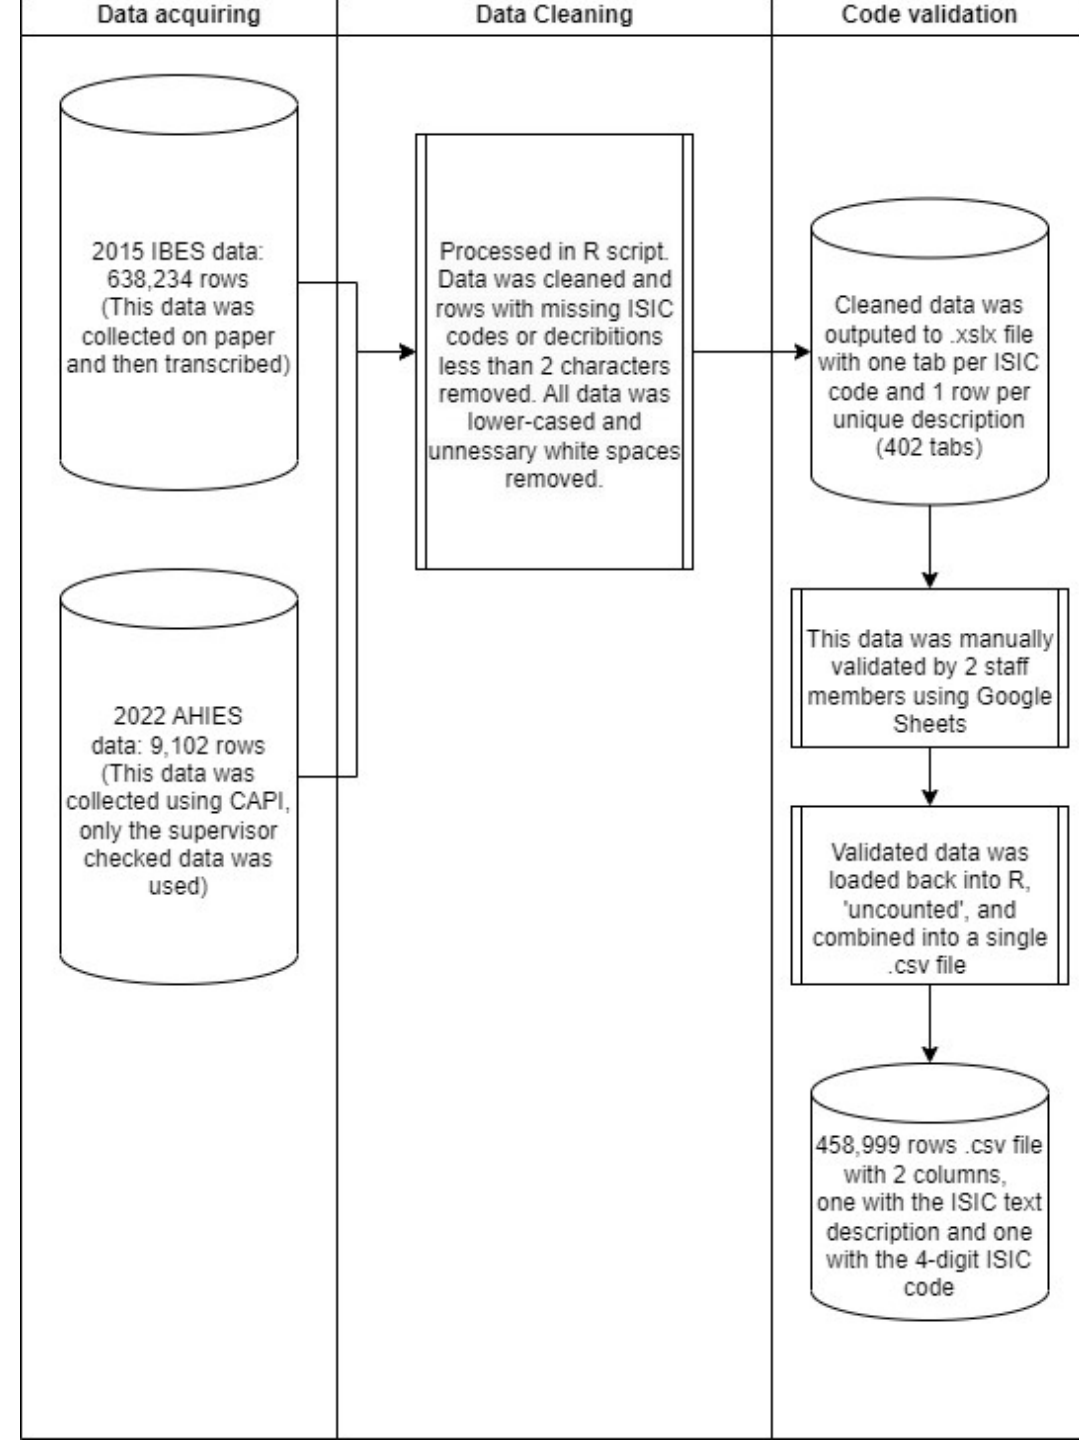 Data acquiring
Data Cleaning
Code validation
2015 IBES data:
638,234 rows
(This data was
collected on paper
and then transcribed)
2022 AHIES
data: 9,102 rows
(This data was
collected using CAPI,
only the supervisor
checked data was
used)
Processed in R script.
Data was cleaned and
rows with missing ISIC
codes or decribitions
less than 2 characters
removed. All data was
lower-cased and
unnessary white spaces
removed.
Cleaned data was
outputed to .xslx file
with one tab per ISIC
code and 1 row per
unique description
(402 tabs)
This data was manually
validated by 2 staff
members using Google
Sheets
Validated data was
loaded back into R,
'uncounted', and
combined into a single
.csv file
458,999 rows .csv file
with 2 columns,
one with the ISIC text
description and one
with the 4-digit ISIC
code